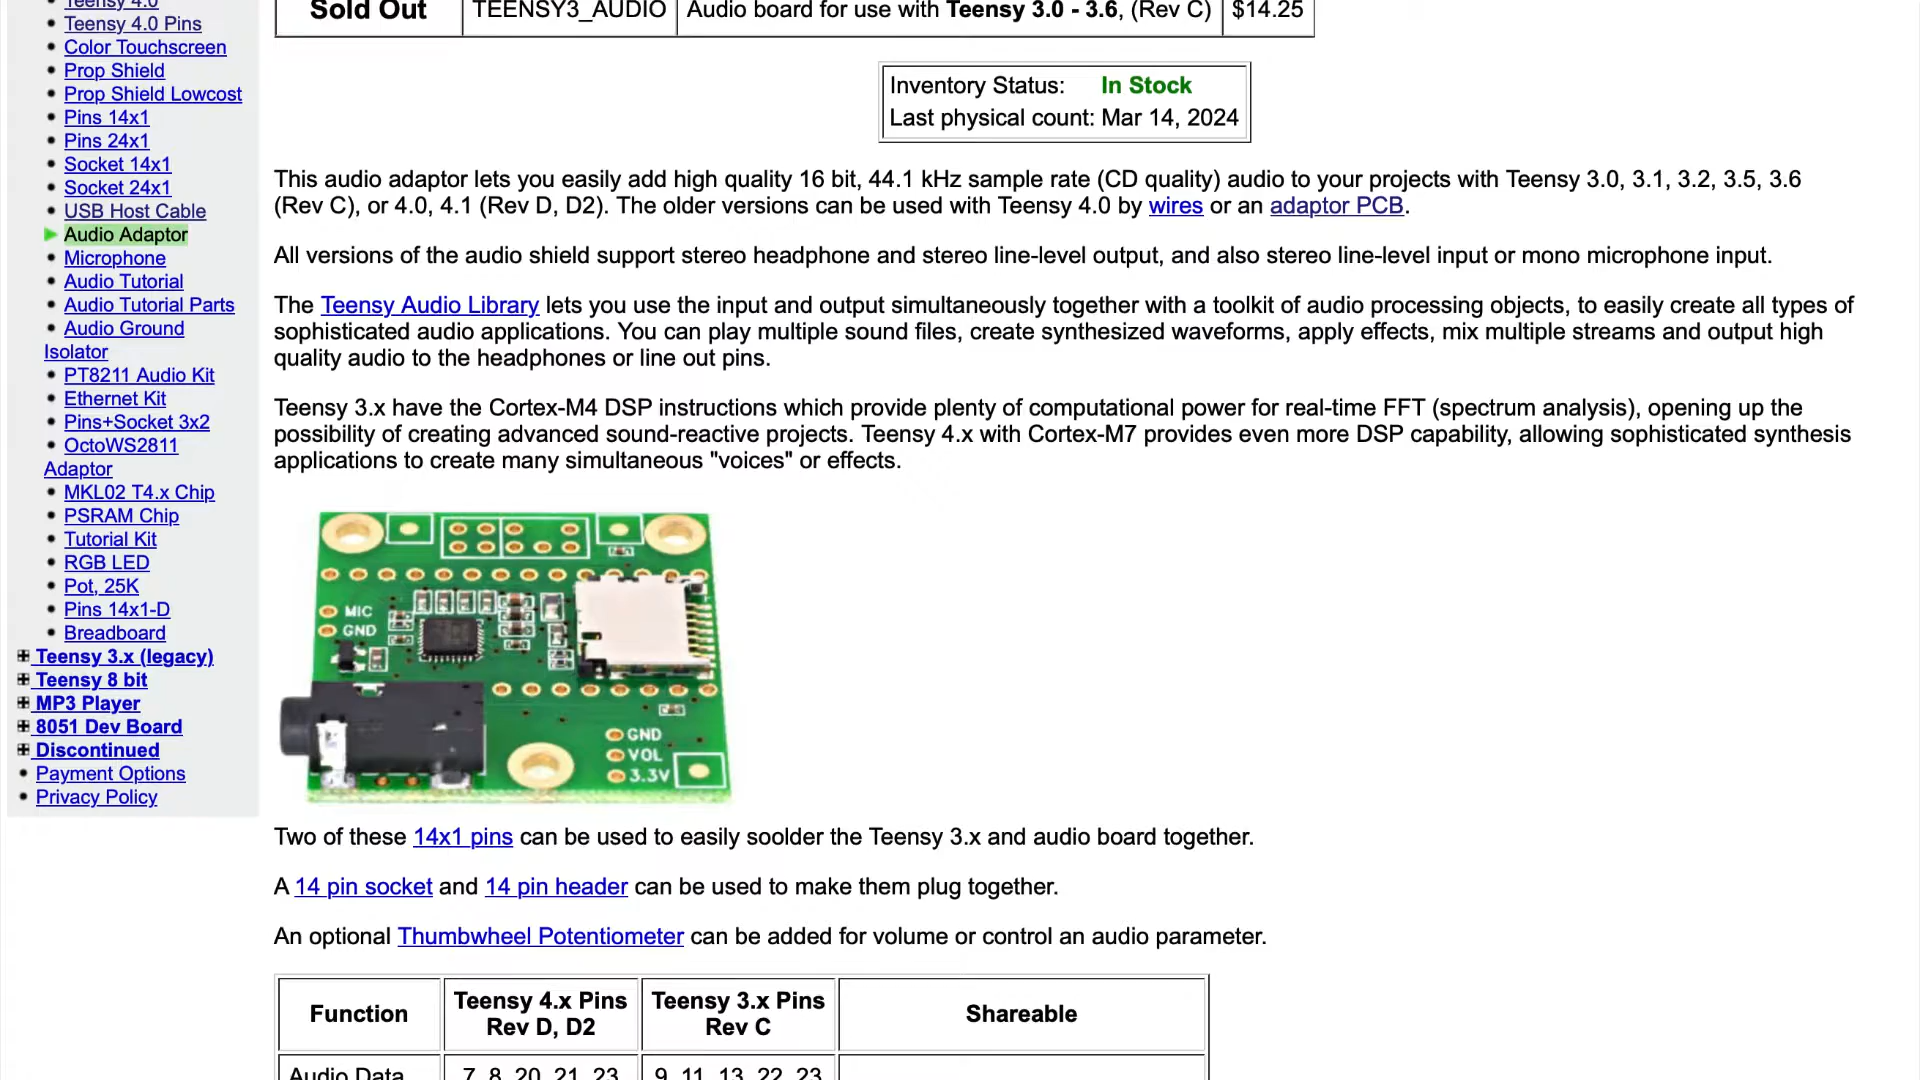 Teensy 4.0
Teensy 4.0 Pins
Color Touchscreen
Prop Shield
Prop Shield Lowcost
Pins 14x1
Pins 24x1
Socket 14x1
Socket 24x1
USB Host Cable
Audio Adaptor
Microphone
Audio Tutorial
Audio Tutorial Parts
Audio Ground
Isolator
PT8211 Audio Kit
Ethernet Kit
Pins+Socket 3x2
OctoWS2811
Adaptor
MKL02 T4.x Chip
PSRAM Chip
Tutorial Kit
RGB LED
Pot, 25K
Pins 14x1-D
Breadboard
Teensy 3.x (legacy)
Teensy 8 bit
MP3 Player
8051 Dev Board
Discontinued
Payment Options
Privacy Policy
Sold Out TEENSY3_AUDIO Audio board for use with Teensy 3.0 - 3.6, (Rev C) $14.25
Inventory Status: In Stock
Last physical count: Mar 14, 2024
This audio adaptor lets you easily add high quality 16 bit, 44.1 kHz sample rate (CD quality) audio to your projects with Teensy 3.0, 3.1, 3.2, 3.5, 3.6
(Rev C), or 4.0, 4.1 (Rev D, D2). The older versions can be used with Teensy 4.0 by wires or an adaptor PCB.
All versions of the audio shield support stereo headphone and stereo line-level output, and also stereo line-level input or mono microphone input.
The Teensy Audio Library lets you use the input and output simultaneously together with a toolkit of audio processing objects, to easily create all types of
sophisticated audio applications. You can play multiple sound files, create synthesized waveforms, apply effects, mix multiple streams and output high
quality audio to the headphones or line out pins.
Teensy 3.x have the Cortex-M4 DSP instructions which provide plenty of computational power for real-time FFT (spectrum analysis), opening up the
possibility of creating advanced sound-reactive projects. Teensy 4.x with Cortex-M7 provides even more DSP capability, allowing sophisticated synthesis
applications to create many simultaneous "voices" or effects.
MIC
GND
GND
VOL
3.3V
Two of these 14x1 pins can be used to easily soolder the Teensy 3.x and audio board together.
A 14 pin socket and 14 pin header can be used to make them plug together.
An optional Thumbwheel Potentiometer can be added for volume or control an audio parameter.
Function Teensy 4.x Pins Rev D, D2 Teensy 3.x Pins Rev C Shareable
Audio Data 7, 8, 20, 21, 23 9, 11, 13, 22, 23